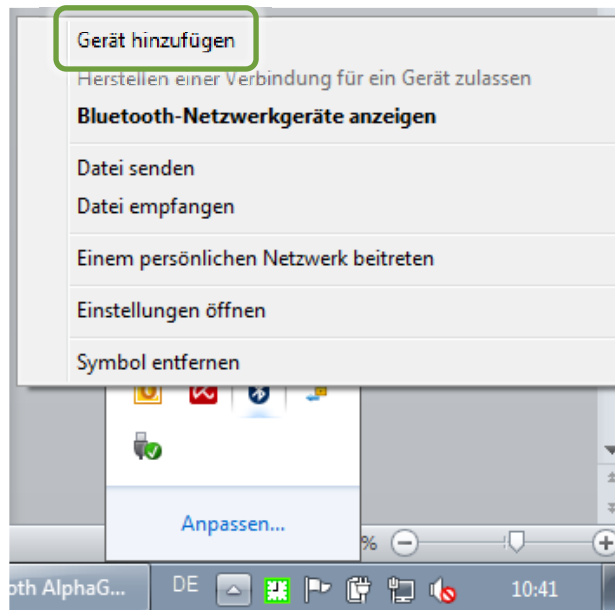 Gerät hinzufügen
Herstellen einer Verbindung für ein Gerät zulassen
Bluetooth-Netzwerkgeräte anzeigen
Datei senden
Datei empfangen
Einem persönlichen Netzwerk beitreten
Einstellungen öffnen
Symbol entfernen
Anpassen...
%
oth AlphaG... DE 10:41